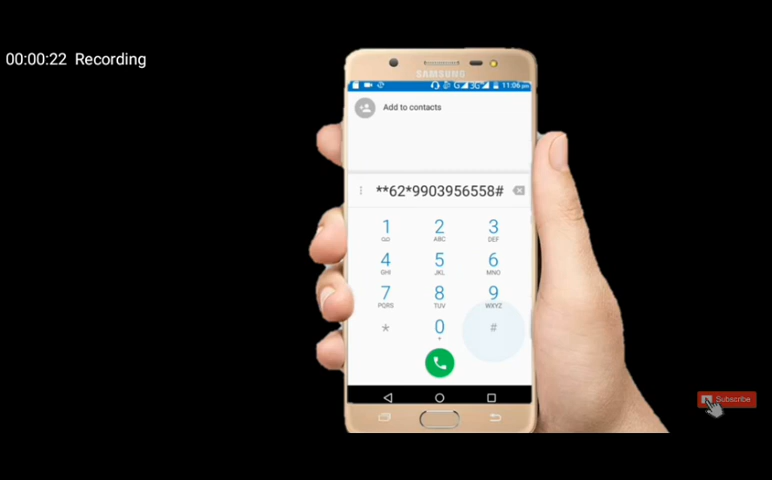 00:00:22 Recording
SAMSUNG
G 3G 11:06 pm
Add to contacts
**62*9903956558#
1 2 3
ABC DEF
4 5 6
GHI JKL MNO
7 8 9
PQRS TUV WXYZ
* 0 #
+
Subscribe